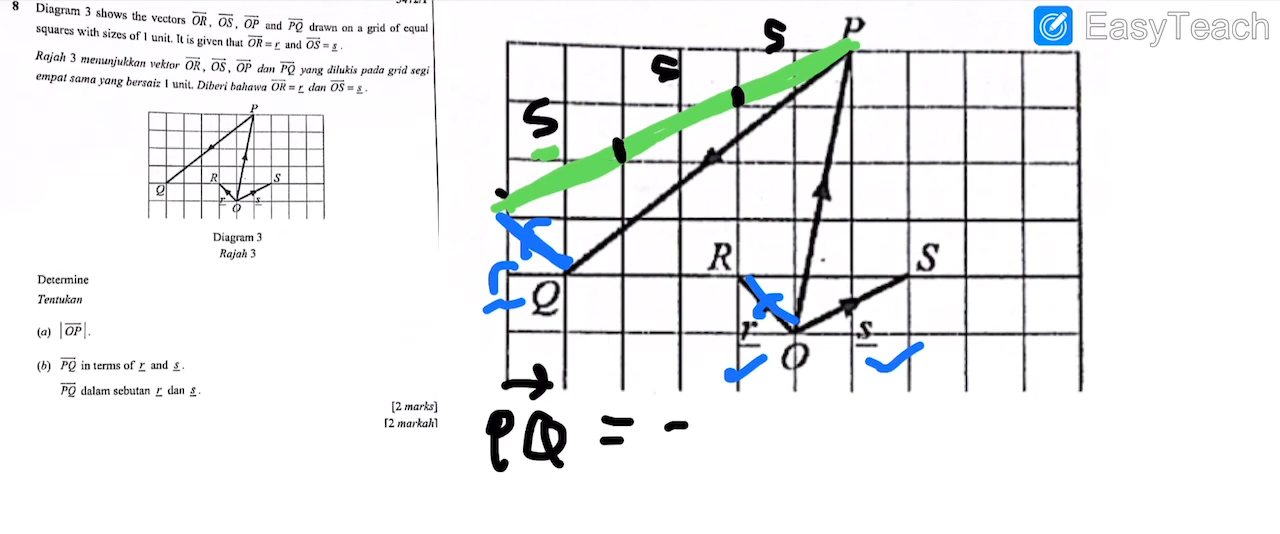 3472/1
8 Diagram 3 shows the vectors OR, OS, OP and PQ drawn on a grid of equal
squares with sizes of 1 unit. It is given that OR = r and OS = s.
Rajah 3 menunjukkan vektor OR, OS, OP dan PQ yang dilukis pada grid segi
empat sama yang bersaiz 1 unit. Diberi bahawa OR = r dan OS = s.
P
Q
R
S
r
s
O
Diagram 3
Rajah 3
Determine
Tentukan
(a) |OP|.
(b) PQ in terms of r and s.
PQ dalam sebutan r dan s.
[2 marks]
[2 markah]
EasyTeach
P
S
S
S
R
S
r
Q
r
s
O
PQ = -